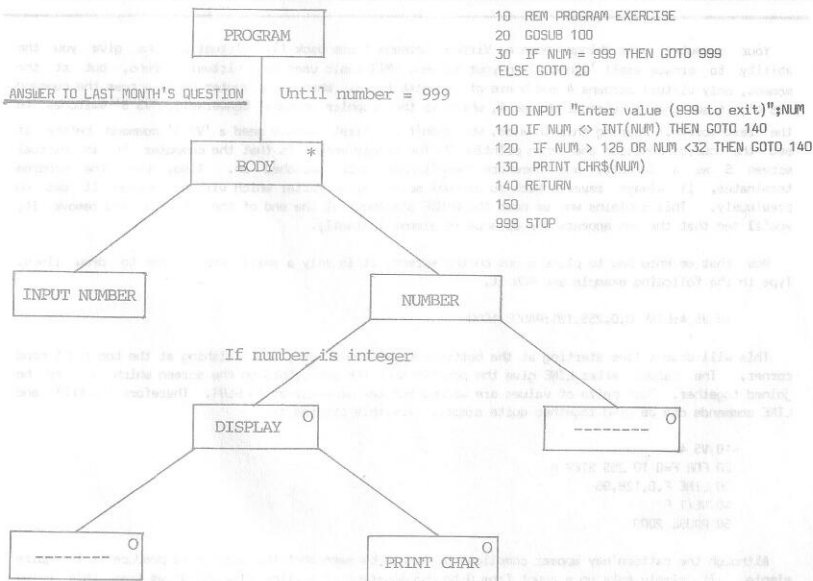 PROGRAM
10 REM PROGRAM EXERCISE
20 GOSUB 100
30 IF NUM = 999 THEN GOTO 999
ELSE GOTO 20
ANSWER TO LAST MONTH'S QUESTION
Until number = 999
100 INPUT "Enter value (999 to exit)";NUM
110 IF NUM <> INT(NUM) THEN GOTO 140
120 IF NUM > 126 OR NUM <32 THEN GOTO 140
130 PRINT CHR$(NUM)
140 RETURN
150
999 STOP
BODY *
INPUT NUMBER
NUMBER
If number is integer
DISPLAY O
-------- O
-------- O
PRINT CHAR O